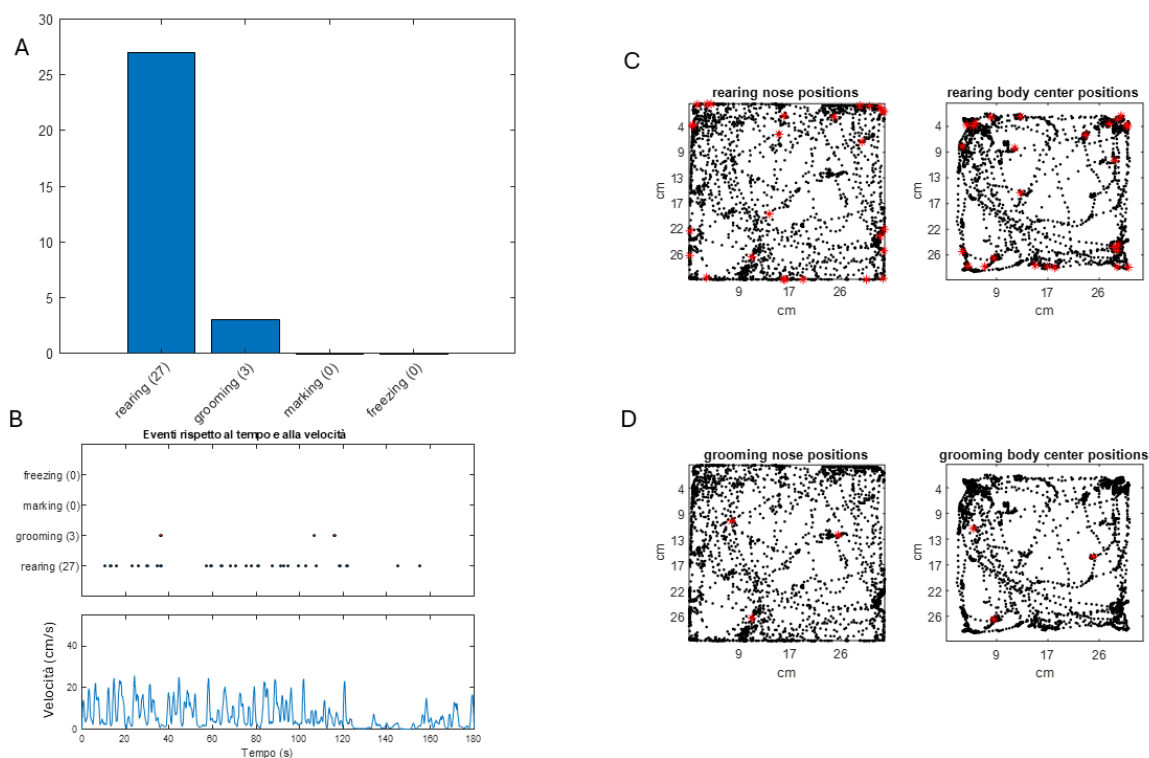 A
30
25
20
15
10
5
0
rearing (27)
grooming (3)
marking (0)
freezing (0)
B
Eventi rispetto al tempo e alla velocità
freezing (0)
marking (0)
grooming (3)
rearing (27)
Velocità (cm/s)
40
20
0
0 20 40 60 80 100 120 140 160 180
Tempo (s)
C
rearing nose positions
cm
4
9
13
17
22
26
9 17 26
cm
rearing body center positions
cm
4
9
13
17
22
26
9 17 26
cm
D
grooming nose positions
cm
4
9
13
17
22
26
9 17 26
cm
grooming body center positions
cm
4
9
13
17
22
26
9 17 26
cm